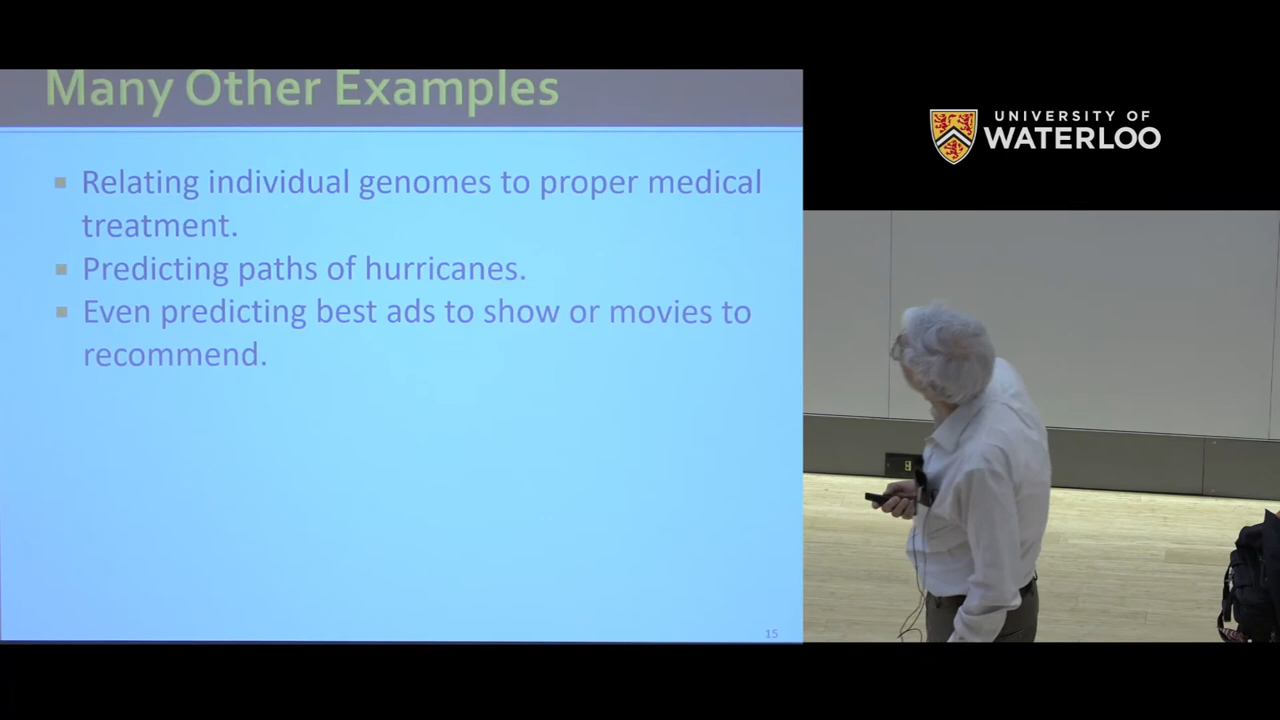 Many Other Examples
▪ Relating individual genomes to proper medical
treatment.
▪ Predicting paths of hurricanes.
▪ Even predicting best ads to show or movies to
recommend.
15
UNIVERSITY OF
WATERLOO